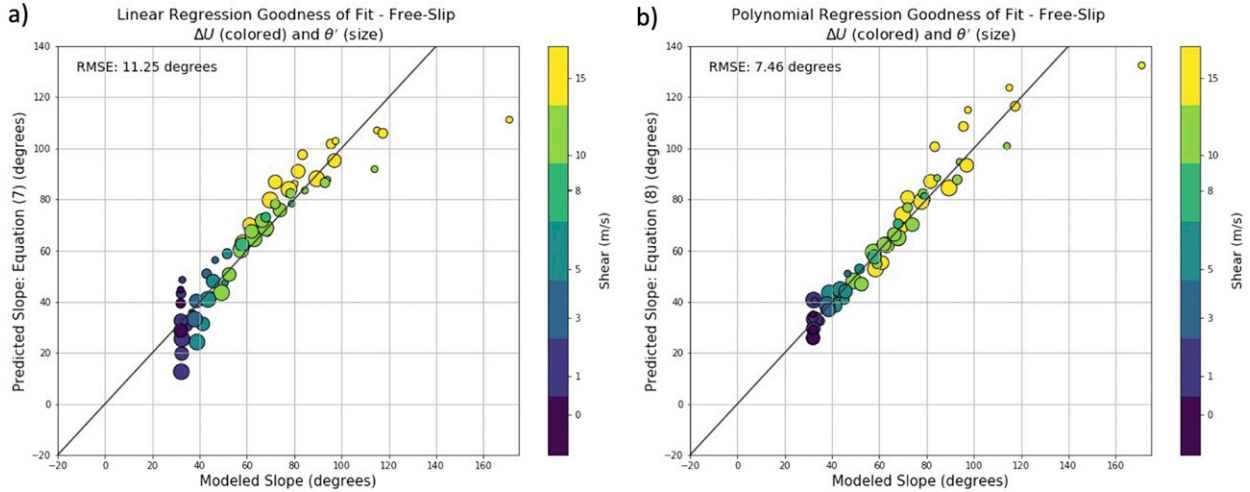 a)
Linear Regression Goodness of Fit - Free-Slip
ΔU (colored) and θ′ (size)
RMSE: 11.25 degrees
Predicted Slope: Equation (7) (degrees)
140
120
100
80
60
40
20
0
−20
−20 0 20 40 60 80 100 120 140 160
Modeled Slope (degrees)
15
10
8
5
3
1
0
Shear (m/s)
b)
Polynomial Regression Goodness of Fit - Free-Slip
ΔU (colored) and θ′ (size)
RMSE: 7.46 degrees
Predicted Slope: Equation (8) (degrees)
140
120
100
80
60
40
20
0
−20
−20 0 20 40 60 80 100 120 140 160
Modeled Slope (degrees)
15
10
8
5
3
1
0
Shear (m/s)